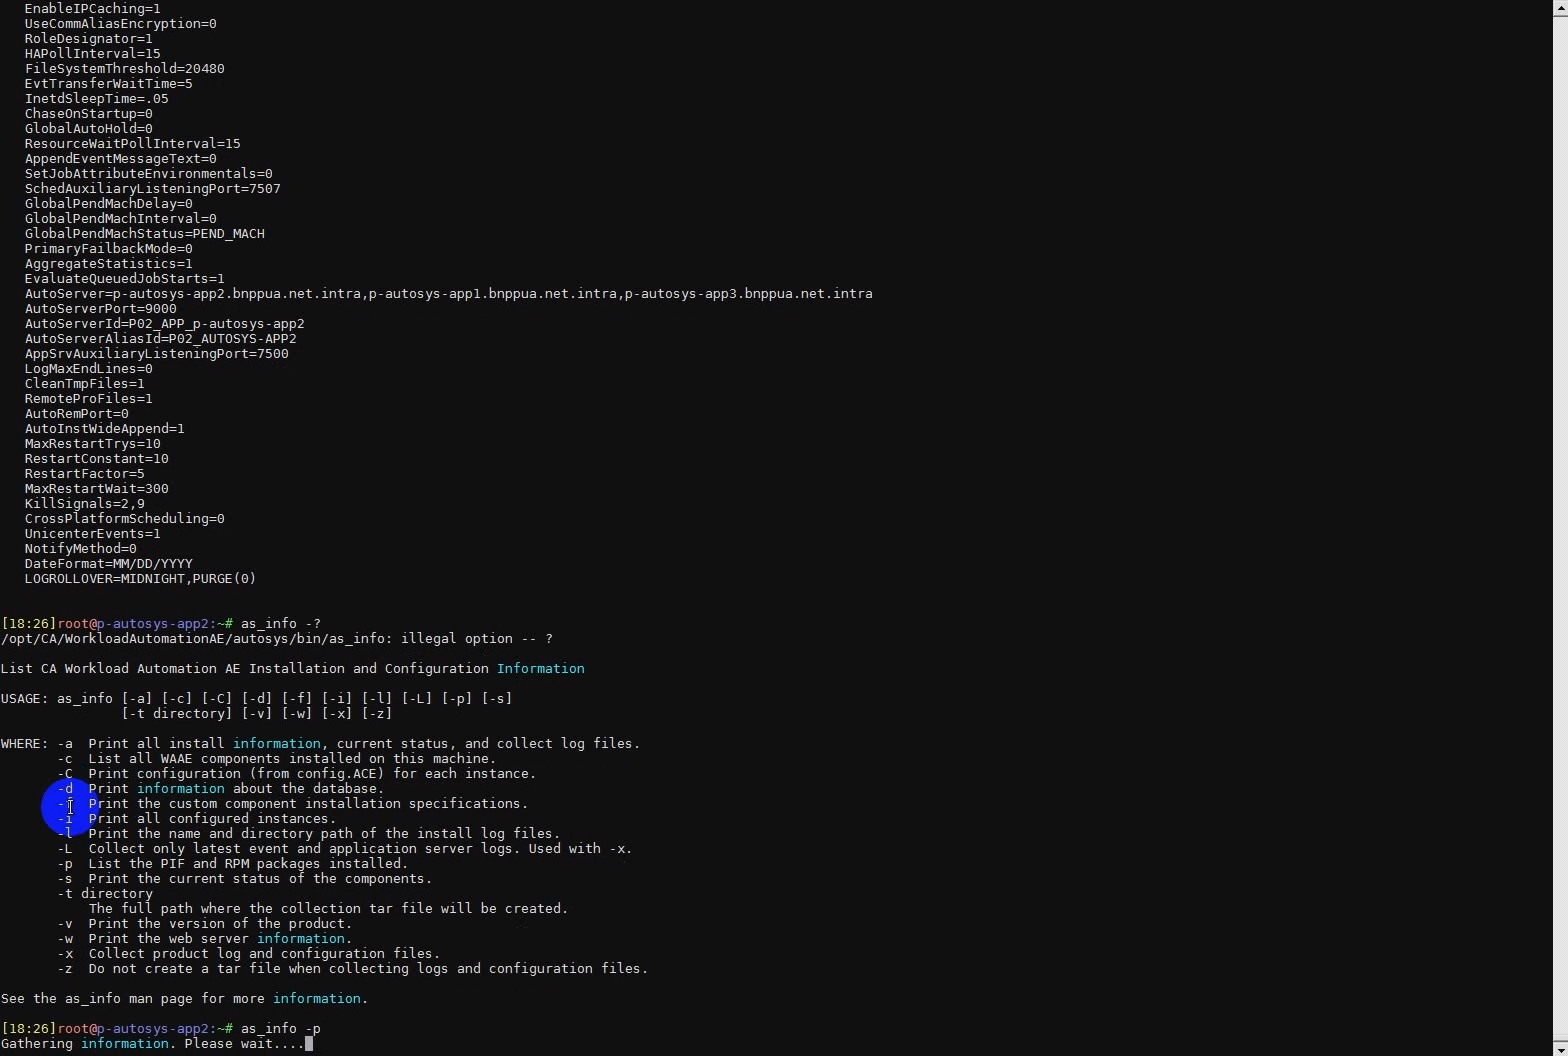 EnableIPCaching=1
UseCommAliasEncryption=0
RoleDesignator=1
HAPollInterval=15
FileSystemThreshold=20480
EvtTransferWaitTime=5
InetdSleepTime=.05
ChaseOnStartup=0
GlobalAutoHold=0
ResourceWaitPollInterval=15
AppendEventMessageText=0
SetJobAttributeEnvironmentals=0
SchedAuxiliaryListeningPort=7507
GlobalPendMachDelay=0
GlobalPendMachInterval=0
GlobalPendMachStatus=PEND_MACH
PrimaryFailbackMode=0
AggregateStatistics=1
EvaluateQueuedJobStarts=1
AutoServer=p-autosys-app2.bnppua.net.intra,p-autosys-app1.bnppua.net.intra,p-autosys-app3.bnppua.net.intra
AutoServerPort=9000
AutoServerId=P02_APP_p-autosys-app2
AutoServerAliasId=P02_AUTOSYS-APP2
AppSrvAuxiliaryListeningPort=7500
LogMaxEndLines=0
CleanTmpFiles=1
RemoteProFiles=1
AutoRemPort=0
AutoInstWideAppend=1
MaxRestartTrys=10
RestartConstant=10
RestartFactor=5
MaxRestartWait=300
KillSignals=2,9
CrossPlatformScheduling=0
UnicenterEvents=1
NotifyMethod=0
DateFormat=MM/DD/YYYY
LOGROLLOVER=MIDNIGHT,PURGE(0)
[18:26]root@p-autosys-app2:~# as_info -?
/opt/CA/WorkloadAutomationAE/autosys/bin/as_info: illegal option -- ?
List CA Workload Automation AE Installation and Configuration Information
USAGE: as_info [-a] [-c] [-C] [-d] [-f] [-i] [-l] [-L] [-p] [-s]
[-t directory] [-v] [-w] [-x] [-z]
WHERE: -a Print all install information, current status, and collect log files.
-c List all WAAE components installed on this machine.
-C Print configuration (from config.ACE) for each instance.
-d Print information about the database.
Print the custom component installation specifications.
-i Print all configured instances.
-l Print the name and directory path of the install log files.
-L Collect only latest event and application server logs. Used with -x.
-p List the PIF and RPM packages installed.
-s Print the current status of the components.
-t directory
The full path where the collection tar file will be created.
-v Print the version of the product.
-w Print the web server information.
-x Collect product log and configuration files.
-z Do not create a tar file when collecting logs and configuration files.
See the as_info man page for more information.
[18:26]root@p-autosys-app2:~# as_info -p
Gathering information. Please wait....